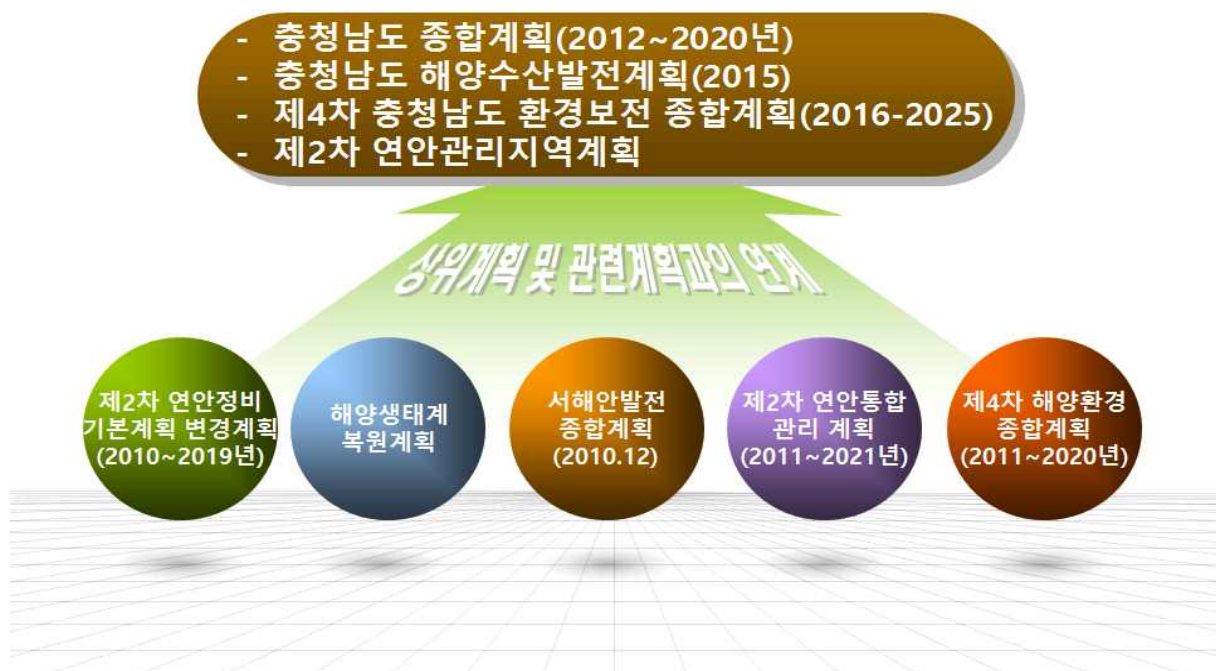 - 충청남도 종합계획(2012~2020년)
- 충청남도 해양수산발전계획(2015)
- 제4차 충청남도 환경보전 종합계획(2016-2025)
- 제2차 연안관리지역계획
상위계획 및 관련계획과의 연계
제2차 연안정비
기본계획 변경계획
(2010~2019년)
해양생태계
복원계획
서해안발전
종합계획
(2010.12)
제2차 연안통합
관리 계획
(2011~2021년)
제4차 해양환경
종합계획
(2011~2020년)